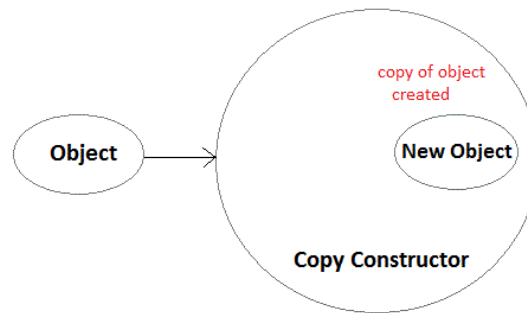 Object
copy of object
created
New Object
Copy Constructor